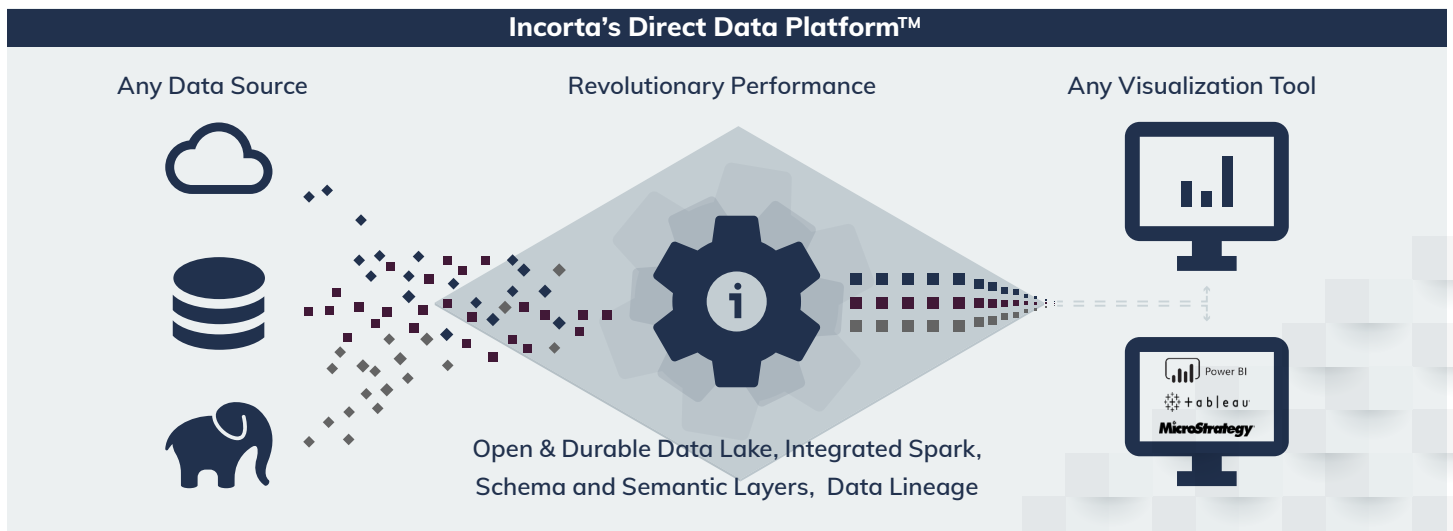 Incorta’s Direct Data Platform™
Any Data Source
Revolutionary Performance
Any Visualization Tool
i
Power BI
+ableau
MicroStrategy
Open & Durable Data Lake, Integrated Spark,
Schema and Semantic Layers, Data Lineage